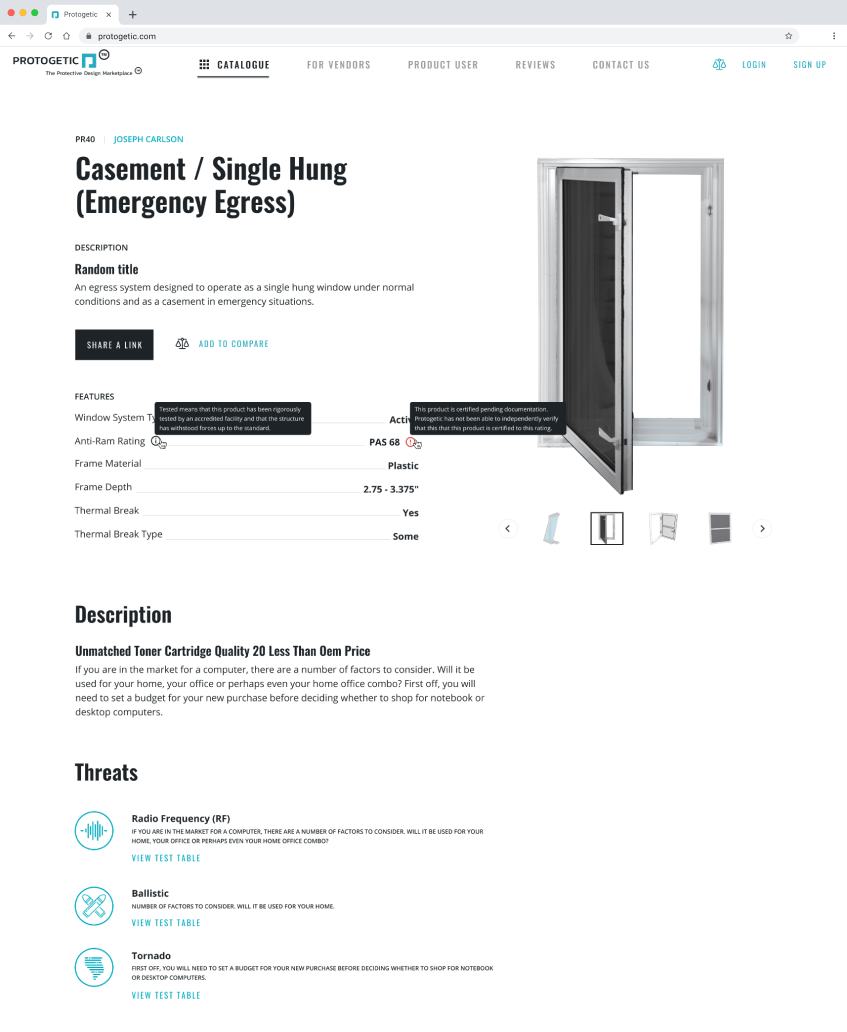 Protogetic
protogetic.com
PROTOGETIC TM
The Protective Design Marketplace
CATALOGUE
FOR VENDORS
PRODUCT USER
REVIEWS
CONTACT US
LOGIN
SIGN UP
PR40 | JOSEPH CARLSON
Casement / Single Hung
(Emergency Egress)
DESCRIPTION
Random title
An egress system designed to operate as a single hung window under normal
conditions and as a casement in emergency situations.
SHARE A LINK
ADD TO COMPARE
FEATURES
Tested means that this product has been rigorously
tested by an accredited facility and that the structure
has withstood forces up to the standard.
This product is certified pending documentation.
Protogetic has not been able to independently verify
that this that this product is certified to this rating.
Window System Ty
Acti
Anti-Ram Rating PAS 68
Frame Material Plastic
Frame Depth 2.75 - 3.375"
Thermal Break Yes
Thermal Break Type Some
Description
Unmatched Toner Cartridge Quality 20 Less Than Oem Price
If you are in the market for a computer, there are a number of factors to consider. Will it be
used for your home, your office or perhaps even your home office combo? First off, you will
need to set a budget for your new purchase before deciding whether to shop for notebook or
desktop computers.
Threats
Radio Frequency (RF)
IF YOU ARE IN THE MARKET FOR A COMPUTER, THERE ARE A NUMBER OF FACTORS TO CONSIDER. WILL IT BE USED FOR YOUR
HOME, YOUR OFFICE OR PERHAPS EVEN YOUR HOME OFFICE COMBO?
VIEW TEST TABLE
Ballistic
NUMBER OF FACTORS TO CONSIDER. WILL IT BE USED FOR YOUR HOME.
VIEW TEST TABLE
Tornado
FIRST OFF, YOU WILL NEED TO SET A BUDGET FOR YOUR NEW PURCHASE BEFORE DECIDING WHETHER TO SHOP FOR NOTEBOOK
OR DESKTOP COMPUTERS.
VIEW TEST TABLE